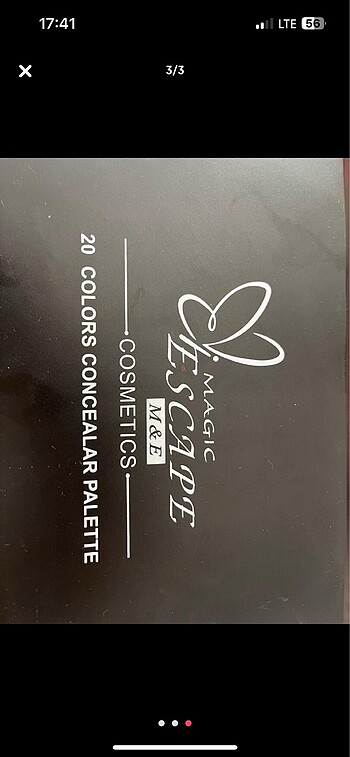 17:41
LTE 56
3/3
MAGIC
ESCAPE
M&E
COSMETICS
20 COLORS CONCEALAR PALETTE